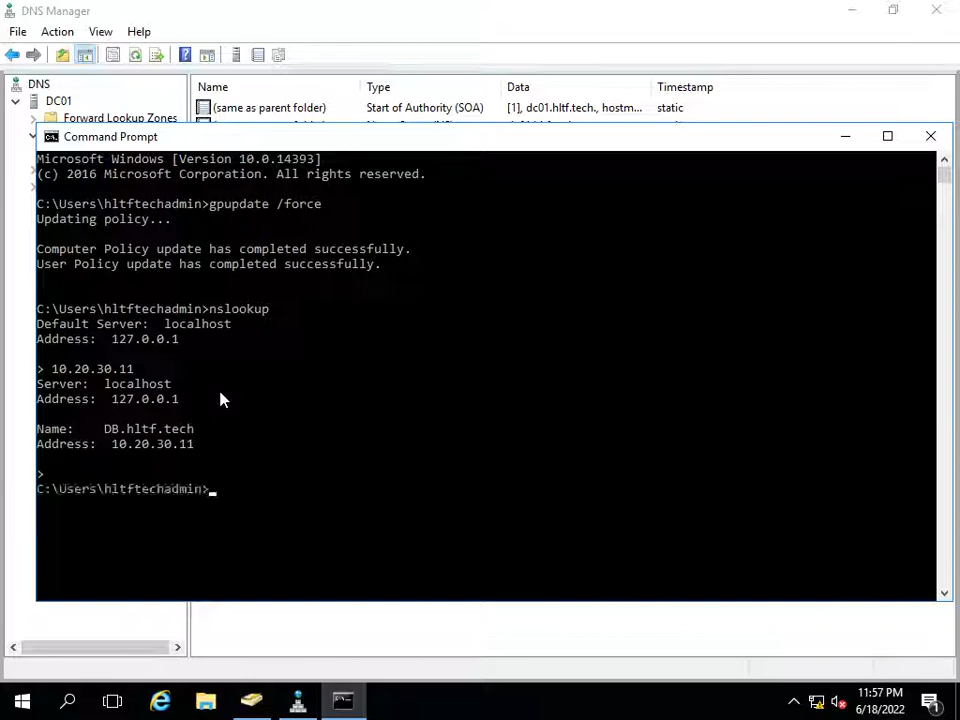 DNS Manager
File Action View Help
DNS
DC01
Forward Lookup Zones
Name Type Data Timestamp
(same as parent folder) Start of Authority (SOA) [1], dc01.hltf.tech., hostm... static
Command Prompt
Microsoft Windows [Version 10.0.14393]
(c) 2016 Microsoft Corporation. All rights reserved.
C:\Users\hltftechadmin>gpupdate /force
Updating policy...
Computer Policy update has completed successfully.
User Policy update has completed successfully.
C:\Users\hltftechadmin>nslookup
Default Server:  localhost
Address:  127.0.0.1
> 10.20.30.11
Server:  localhost
Address:  127.0.0.1
Name:    DB.hltf.tech
Address:  10.20.30.11
>
C:\Users\hltftechadmin>
11:57 PM
6/18/2022
1